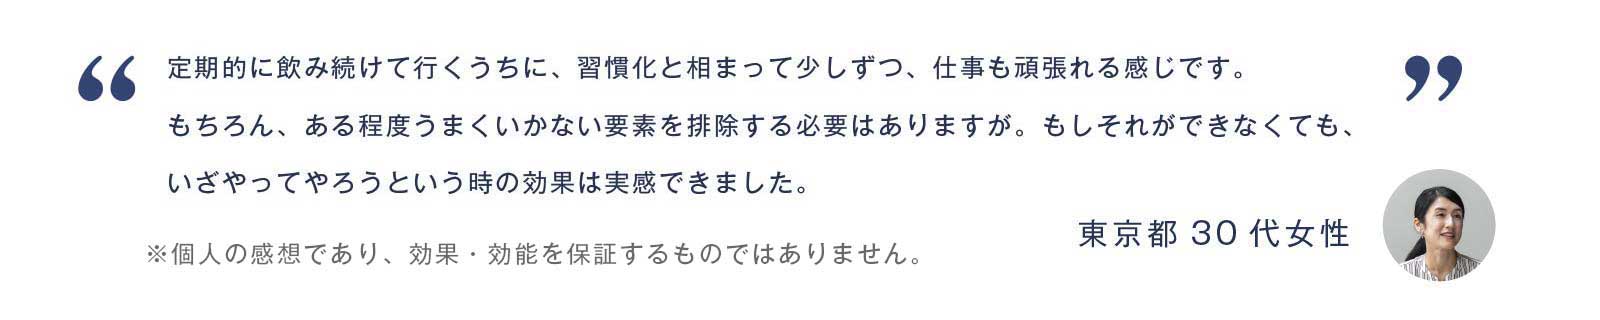 “ 定期的に飲み続けて行くうちに、習慣化と相まって少しずつ、仕事も頑張れる感じです。 ”
もちろん、ある程度うまくいかない要素を排除する必要はありますが。もしそれができなくても、
いざやってやろうという時の効果は実感できました。
東京都 30 代女性
※個人の感想であり、効果・効能を保証するものではありません。